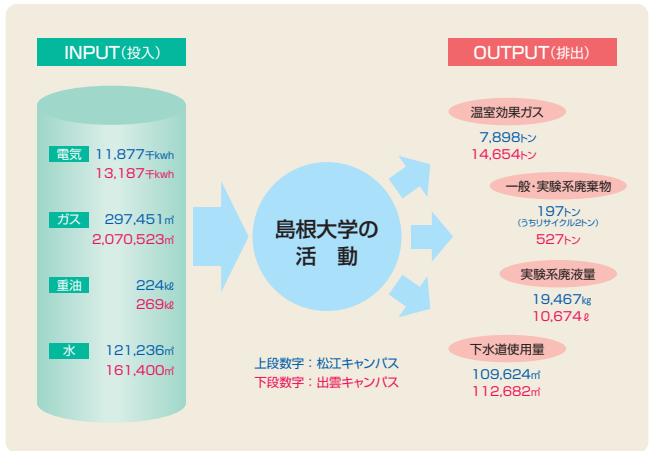 INPUT(投入)
電気 11,877千kwh
13,187千kwh
ガス 297,451㎥
2,070,523㎥
重油 224㎘
269㎘
水 121,236㎥
161,400㎥
島根大学の
活 動
上段数字：松江キャンパス
下段数字：出雲キャンパス
OUTPUT(排出)
温室効果ガス
7,898トン
14,654トン
一般・実験系廃棄物
197トン
(うちリサイクル2トン)
527トン
実験系廃液量
19,467㎏
10,674ℓ
下水道使用量
109,624㎥
112,682㎥